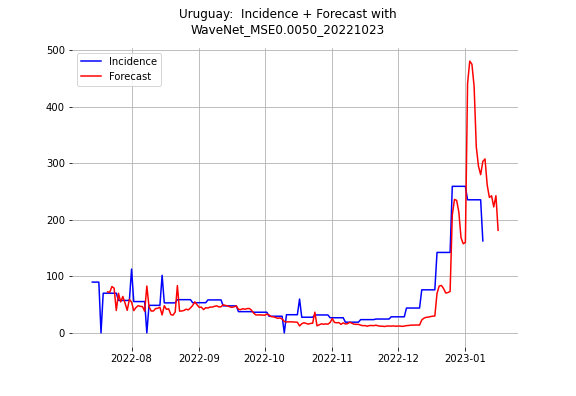 Uruguay:  Incidence + Forecast with
WaveNet_MSE0.0050_20221023
Incidence
Forecast
500
400
300
200
100
0
2022-08 2022-09 2022-10 2022-11 2022-12 2023-01